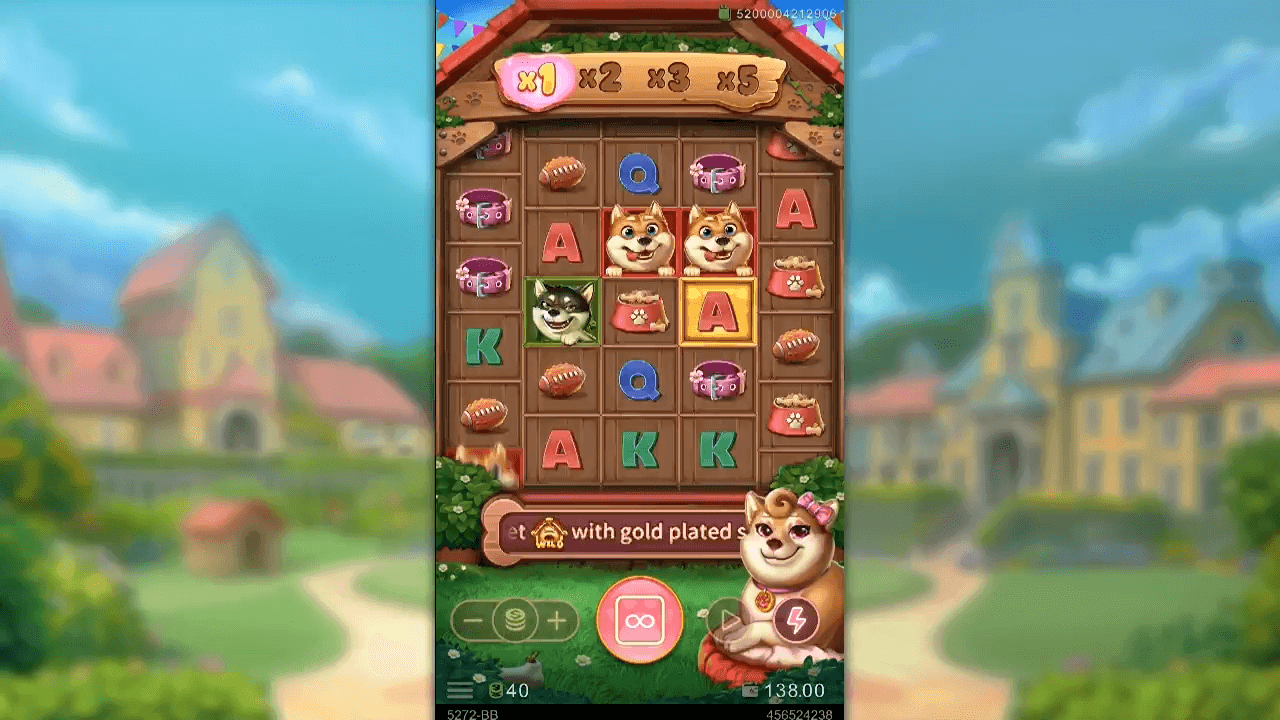 5200004212906
x1 x2 x3 x5
Q
A
A
A
K
Q
A K K
et WILD with gold plated s
40 138.00
5272-BB 456524238